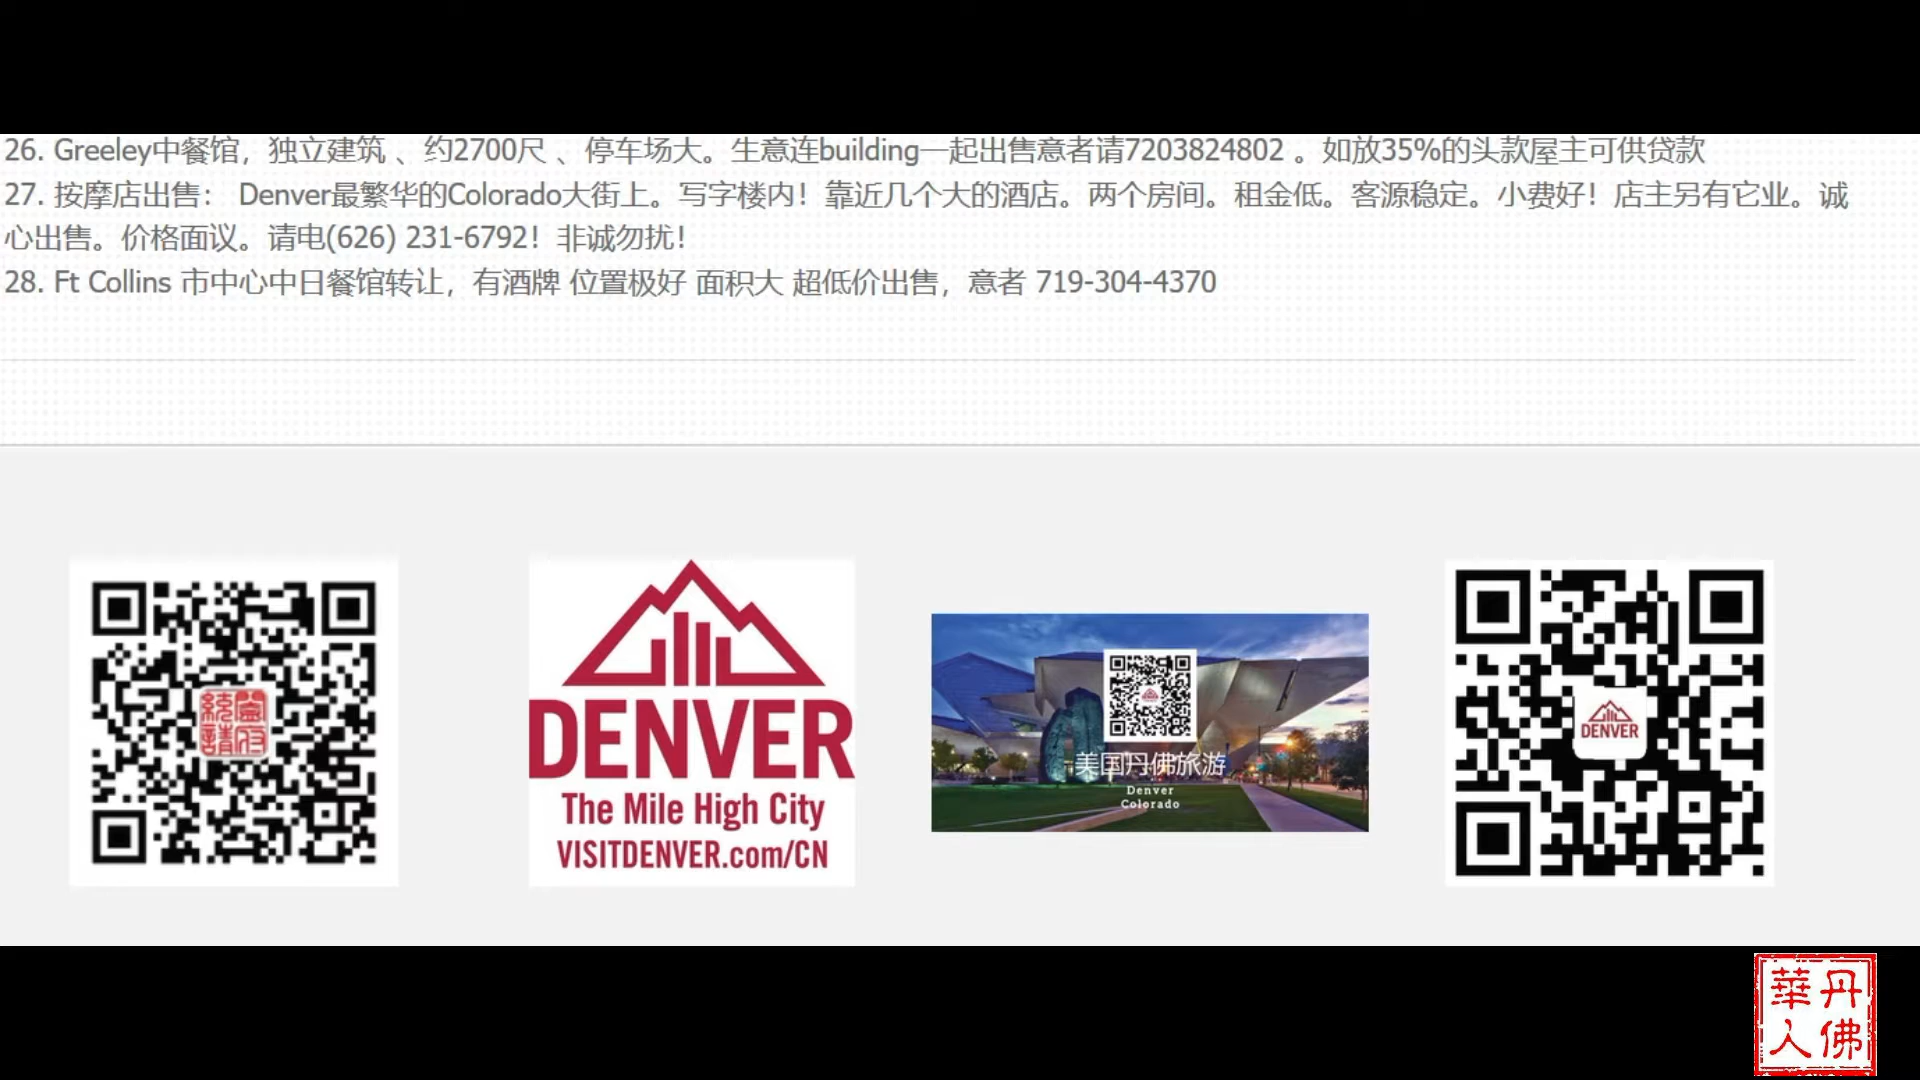 26. Greeley中餐馆，独立建筑 、约2700尺 、停车场大。生意连building一起出售意者请7203824802 。如放35%的头款屋主可供贷款
27. 按摩店出售： Denver最繁华的Colorado大街上。写字楼内！靠近几个大的酒店。两个房间。租金低。客源稳定。小费好！店主另有它业。诚
心出售。价格面议。请电(626) 231-6792！非诚勿扰！
28. Ft Collins 市中心中日餐馆转让，有酒牌 位置极好 面积大 超低价出售，意者 719-304-4370
DENVER
The Mile High City
VISITDENVER.com/CN
美国丹佛旅游
Denver
Colorado
DENVER
丹佛
華人